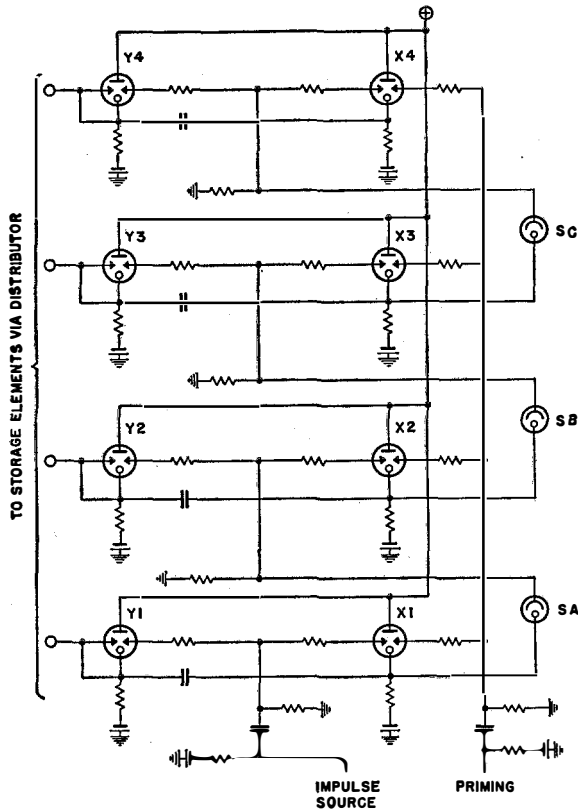 Y4
X4
SC
Y3
X3
SB
Y2
X2
SA
Y1
X1
TO STORAGE ELEMENTS VIA DISTRIBUTOR
IMPULSE
SOURCE
PRIMING